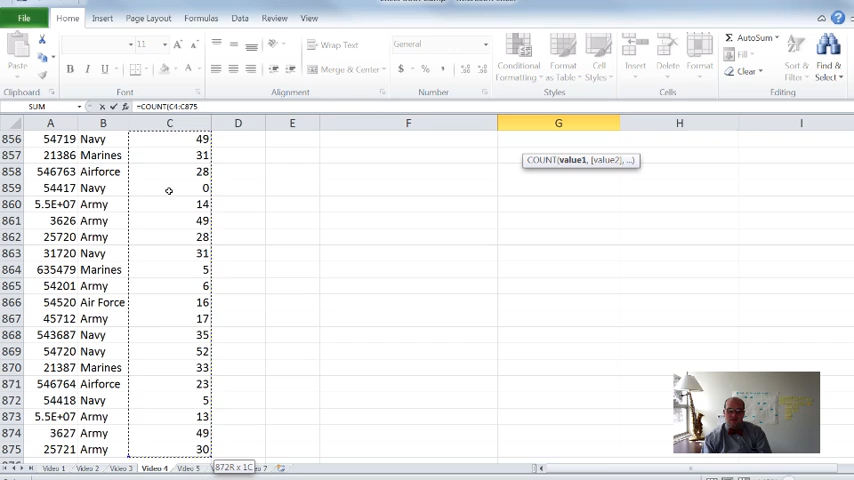 File Home Insert Page Layout Formulas Data Review View
11 Wrap Text General AutoSum
Fill
Paste B I U Merge & Center $ % Conditional Formatting Format as Table Cell Styles Insert Delete Format Clear Sort & Filter Find & Select
Clipboard Font Alignment Number Styles Cells Editing
SUM =COUNT(C4:C875
A B C D E F G H I
856 54719 Navy 49
857 21386 Marines 31
COUNT(value1, [value2], ...)
858 546763 Airforce 28
859 54417 Navy 0
860 5.5E+07 Army 14
861 3626 Army 49
862 25720 Army 28
863 31720 Navy 31
864 635479 Marines 5
865 54201 Army 6
866 54520 Air Force 16
867 45712 Army 17
868 543687 Navy 35
869 54720 Navy 52
870 21387 Marines 33
871 546764 Airforce 23
872 54418 Navy 5
873 5.5E+07 Army 13
874 3627 Army 49
875 25721 Army 30
Video 1 Video 2 Video 3 Video 4 Video 5 872R x 1C 7